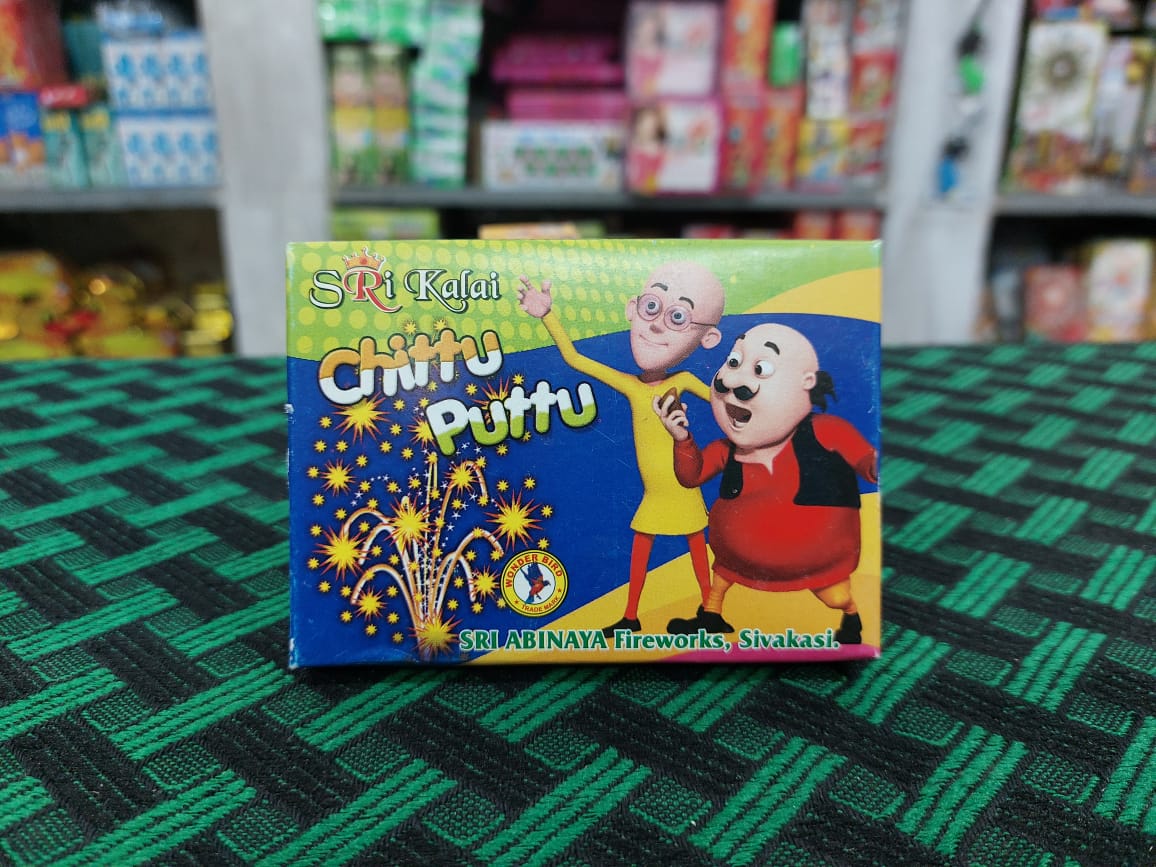 SRi Kalai
Chittu
Puttu
WONDER BIRD
TRADE MARK
SRI ABINAYA Fireworks, Sivakasi.